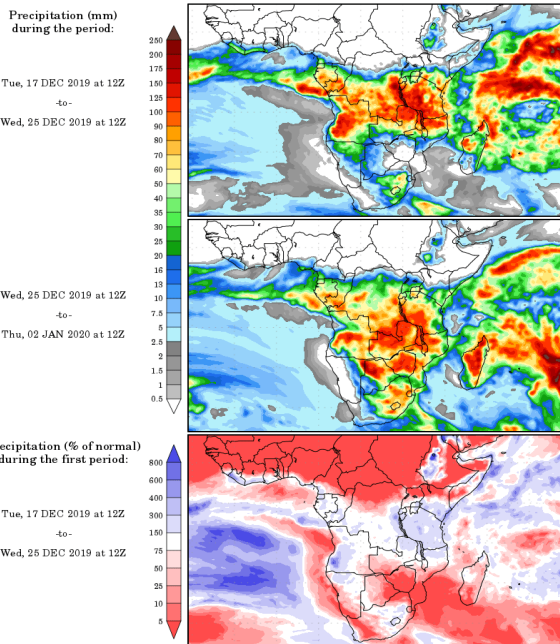 Precipitation (mm)
during the period:
Tue, 17 DEC 2019 at 12Z
-to-
Wed, 25 DEC 2019 at 12Z
250
200
175
150
125
100
90
80
70
60
50
45
40
35
30
25
20
16
13
10
7.5
5
2.5
2
1.5
1
0.5
Wed, 25 DEC 2019 at 12Z
-to-
Thu, 02 JAN 2020 at 12Z
ecipitation (% of normal)
during the first period:
Tue, 17 DEC 2019 at 12Z
-to-
Wed, 25 DEC 2019 at 12Z
800
600
400
300
150
75
50
25
10
5